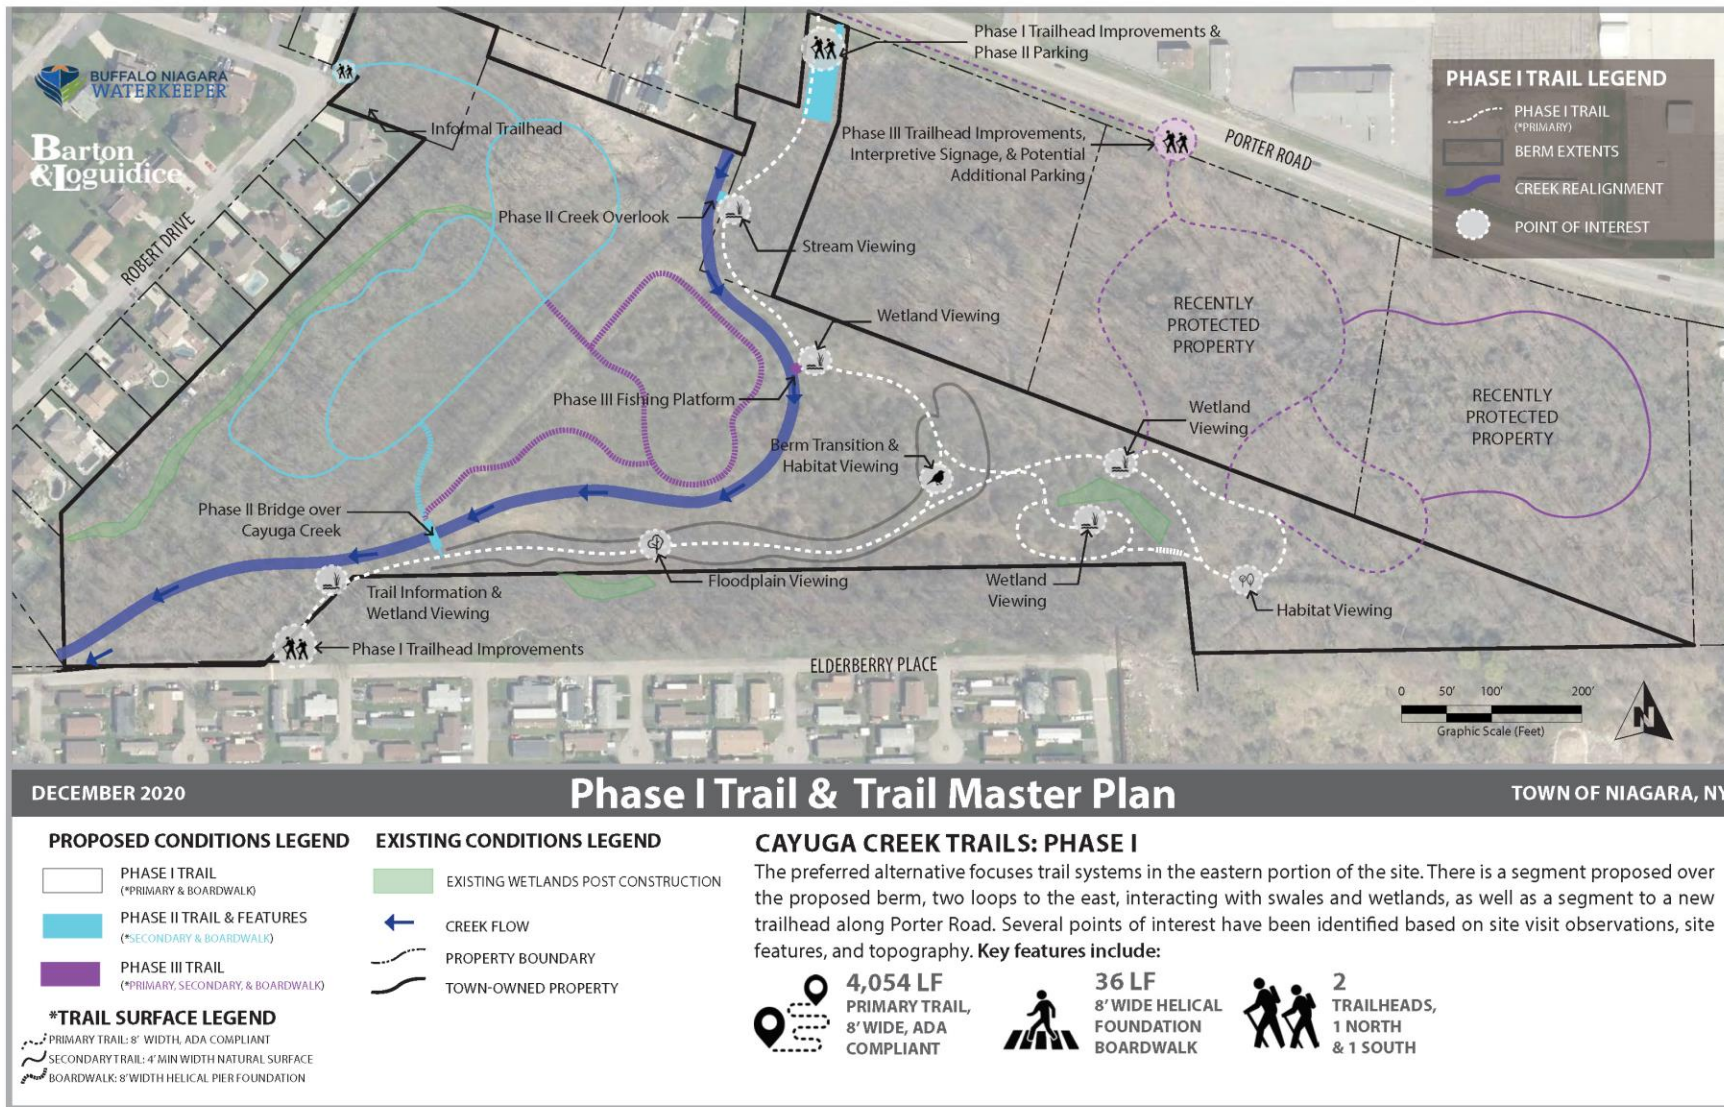 BUFFALO NIAGARA
WATERKEEPER
Barton
& Loguidice
Informal Trailhead
ROBERT DRIVE
Phase I Trailhead Improvements &
Phase II Parking
Phase III Trailhead Improvements,
Interpretive Signage, & Potential
Additional Parking
PORTER ROAD
PHASE I TRAIL LEGEND
PHASE I TRAIL
(*PRIMARY)
BERM EXTENTS
CREEK REALIGNMENT
POINT OF INTEREST
Phase II Creek Overlook
Stream Viewing
Wetland Viewing
RECENTLY
PROTECTED
PROPERTY
RECENTLY
PROTECTED
PROPERTY
Phase III Fishing Platform
Berm Transition &
Habitat Viewing
Wetland
Viewing
Phase II Bridge over
Cayuga Creek
Trail Information &
Wetland Viewing
Floodplain Viewing
Wetland
Viewing
Habitat Viewing
Phase I Trailhead Improvements
ELDERBERRY PLACE
0 50' 100' 200'
Graphic Scale (Feet)
N
DECEMBER 2020
Phase I Trail & Trail Master Plan
TOWN OF NIAGARA, NY
PROPOSED CONDITIONS LEGEND
PHASE I TRAIL
(*PRIMARY & BOARDWALK)
PHASE II TRAIL & FEATURES
(*SECONDARY & BOARDWALK)
PHASE III TRAIL
(*PRIMARY, SECONDARY, & BOARDWALK)
*TRAIL SURFACE LEGEND
PRIMARY TRAIL: 8' WIDTH, ADA COMPLIANT
SECONDARY TRAIL: 4' MIN WIDTH NATURAL SURFACE
BOARDWALK: 8' WIDTH HELICAL PIER FOUNDATION
EXISTING CONDITIONS LEGEND
EXISTING WETLANDS POST CONSTRUCTION
CREEK FLOW
PROPERTY BOUNDARY
TOWN-OWNED PROPERTY
CAYUGA CREEK TRAILS: PHASE I
The preferred alternative focuses trail systems in the eastern portion of the site. There is a segment proposed over
the proposed berm, two loops to the east, interacting with swales and wetlands, as well as a segment to a new
trailhead along Porter Road. Several points of interest have been identified based on site visit observations, site
features, and topography. Key features include:
4,054 LF
PRIMARY TRAIL,
8' WIDE, ADA
COMPLIANT
36 LF
8' WIDE HELICAL
FOUNDATION
BOARDWALK
2
TRAILHEADS,
1 NORTH
& 1 SOUTH